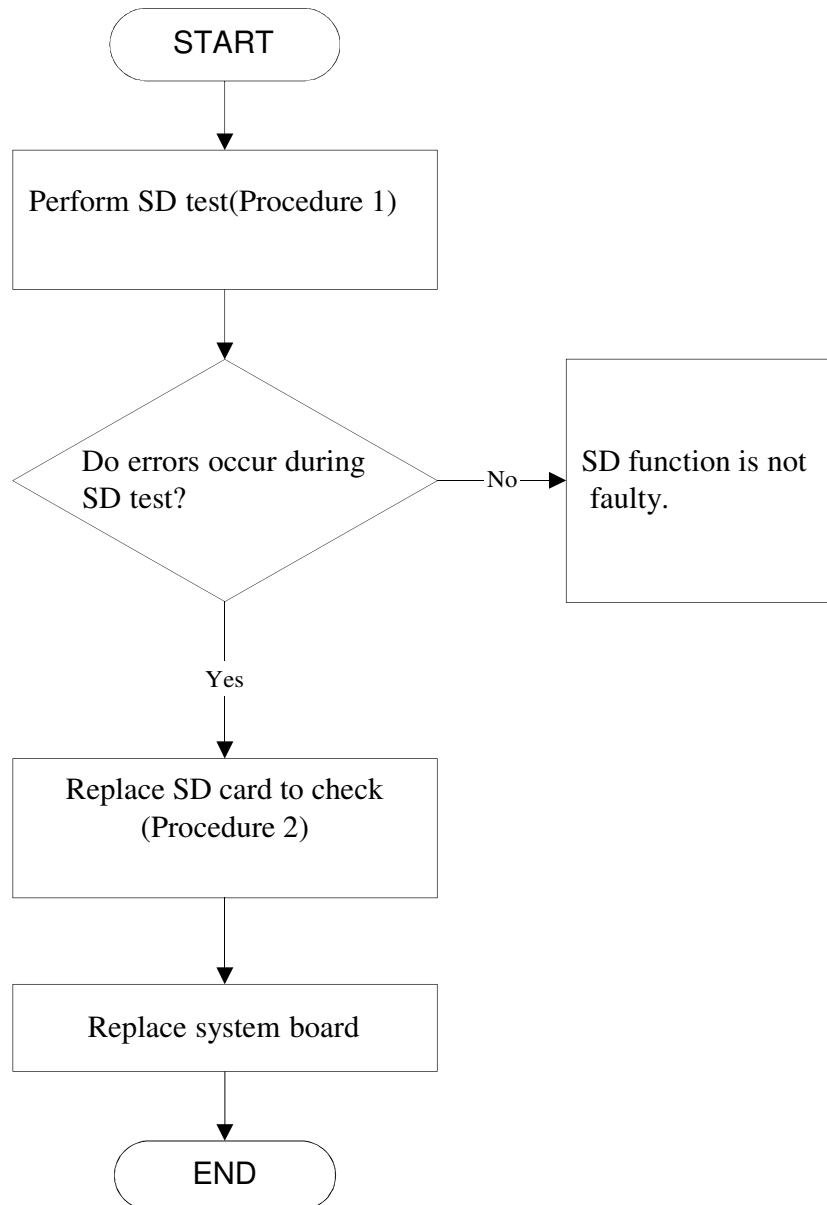 START
Perform SD test(Procedure 1)
Do errors occur during
SD test?
No
SD function is not
faulty.
Yes
Replace SD card to check
(Procedure 2)
Replace system board
END